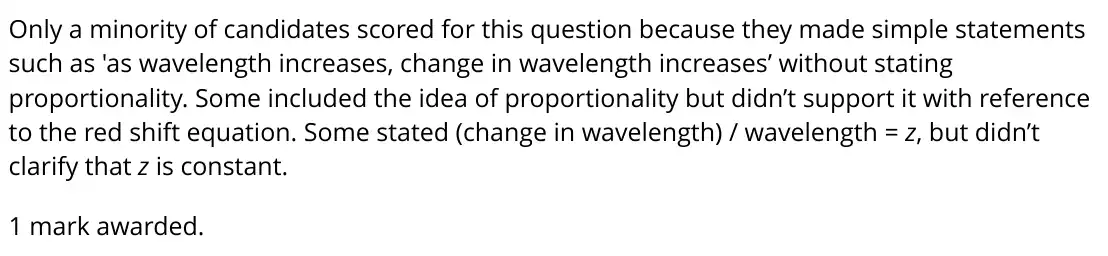 Only a minority of candidates scored for this question because they made simple statements
such as 'as wavelength increases, change in wavelength increases’ without stating
proportionality. Some included the idea of proportionality but didn’t support it with reference
to the red shift equation. Some stated (change in wavelength) / wavelength = z, but didn’t
clarify that z is constant.
1 mark awarded.